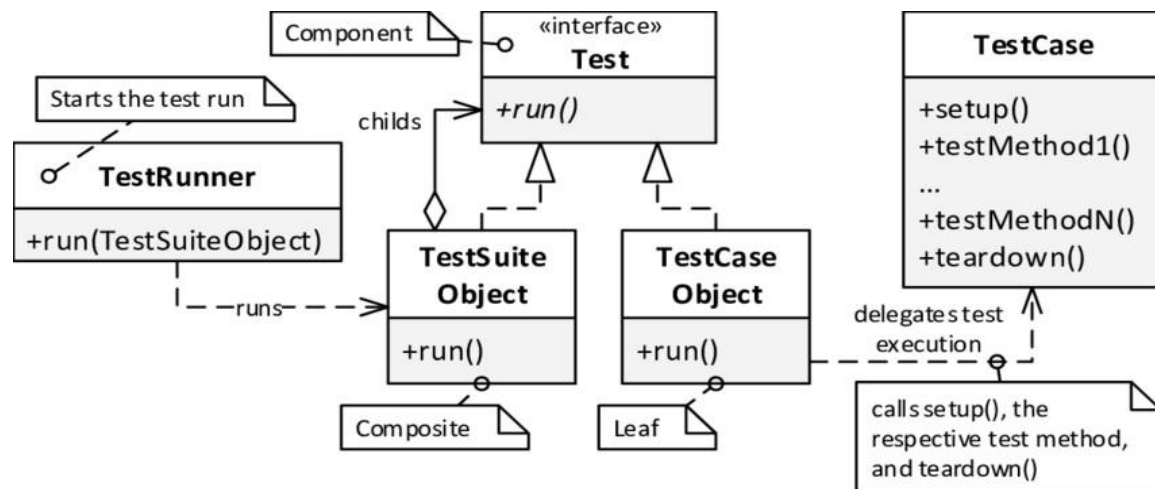 Component
«interface»
Test
+run()
Starts the test run
TestRunner
+run(TestSuiteObject)
childs
runs
TestSuite
Object
+run()
Composite
TestCase
Object
+run()
Leaf
TestCase
+setup()
+testMethod1()
...
+testMethodN()
+teardown()
delegates test
execution
calls setup(), the
respective test method,
and teardown()